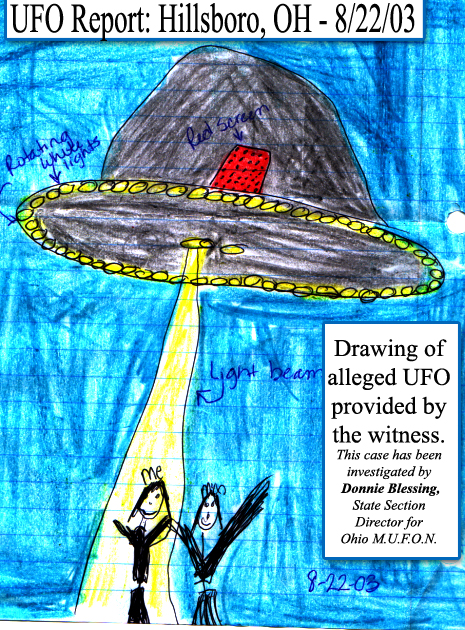 UFO Report: Hillsboro, OH - 8/22/03
Red screen
Rotating
white
lights
Light beam
Drawing of
alleged UFO
provided by
the witness.
This case has been
investigated by
Donnie Blessing,
State Section
Director for
Ohio M.U.F.O.N.
Me
8-22-03